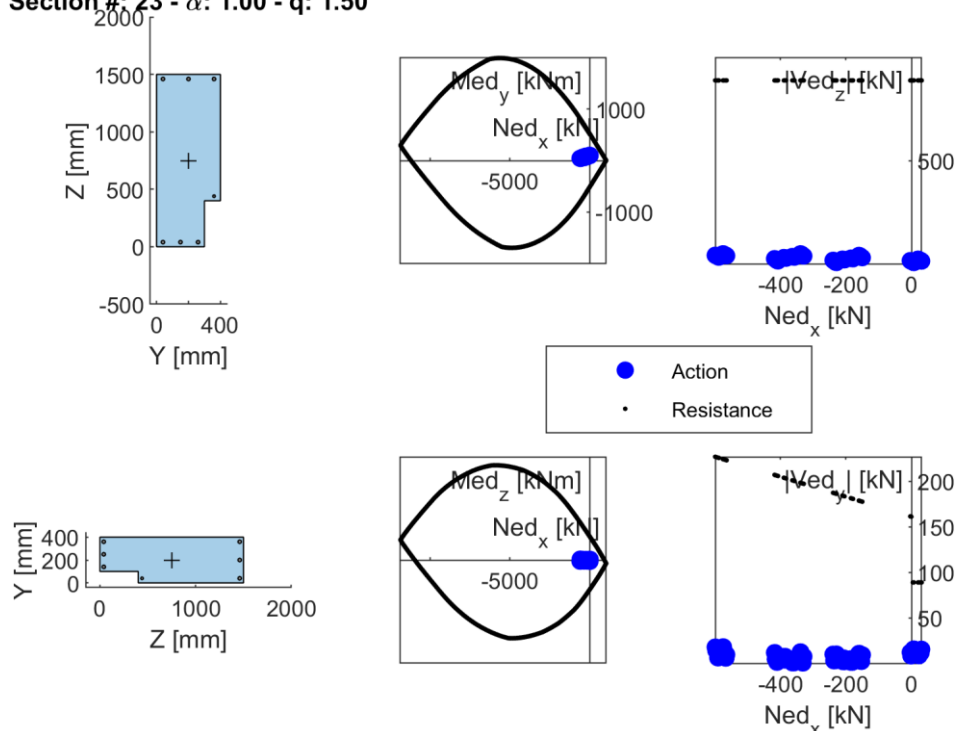 Section #: 23 - α: 1.00 - q: 1.50
2000
1500
1000
500
0
-500
Z [mm]
0 400
Y [mm]
Med_y [kNm]
1000
Ned_x [kN]
-5000
-1000
|Ved_z| [kN]
500
-400 -200 0
Ned_x [kN]
Action
Resistance
400
200
0
Y [mm]
0 1000 2000
Z [mm]
Med_z [kNm]
Ned_x [kN]
-5000
|Ved_y| [kN]
200
150
100
50
-400 -200 0
Ned_x [kN]